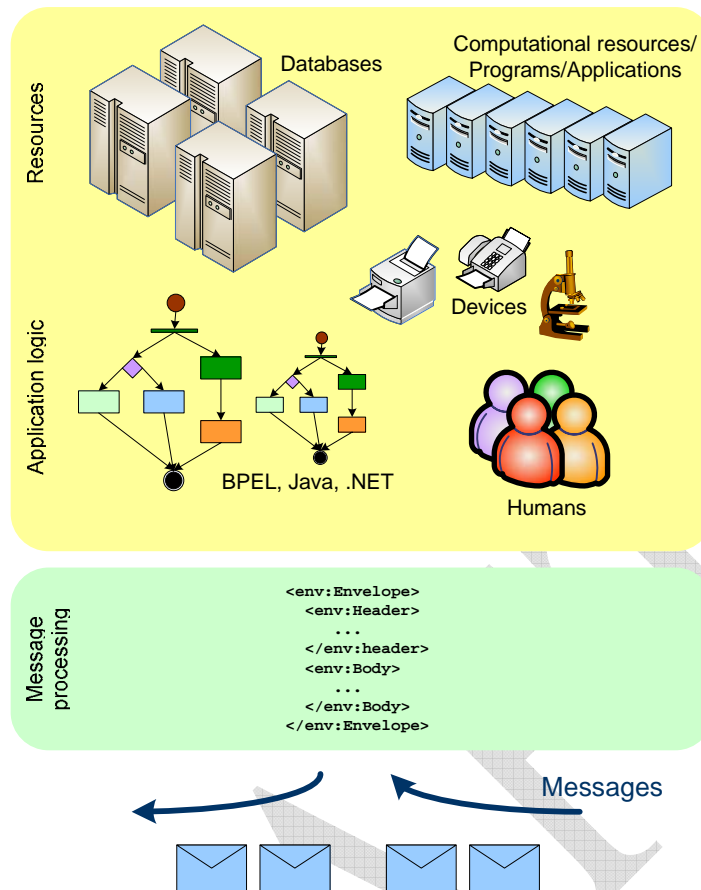 Resources
Databases
Computational resources/
Programs/Applications
Devices
Application logic
BPEL, Java, .NET
Humans
Message
processing
<env:Envelope>
<env:Header>
...
</env:header>
<env:Body>
...
</env:Body>
</env:Envelope>
Messages